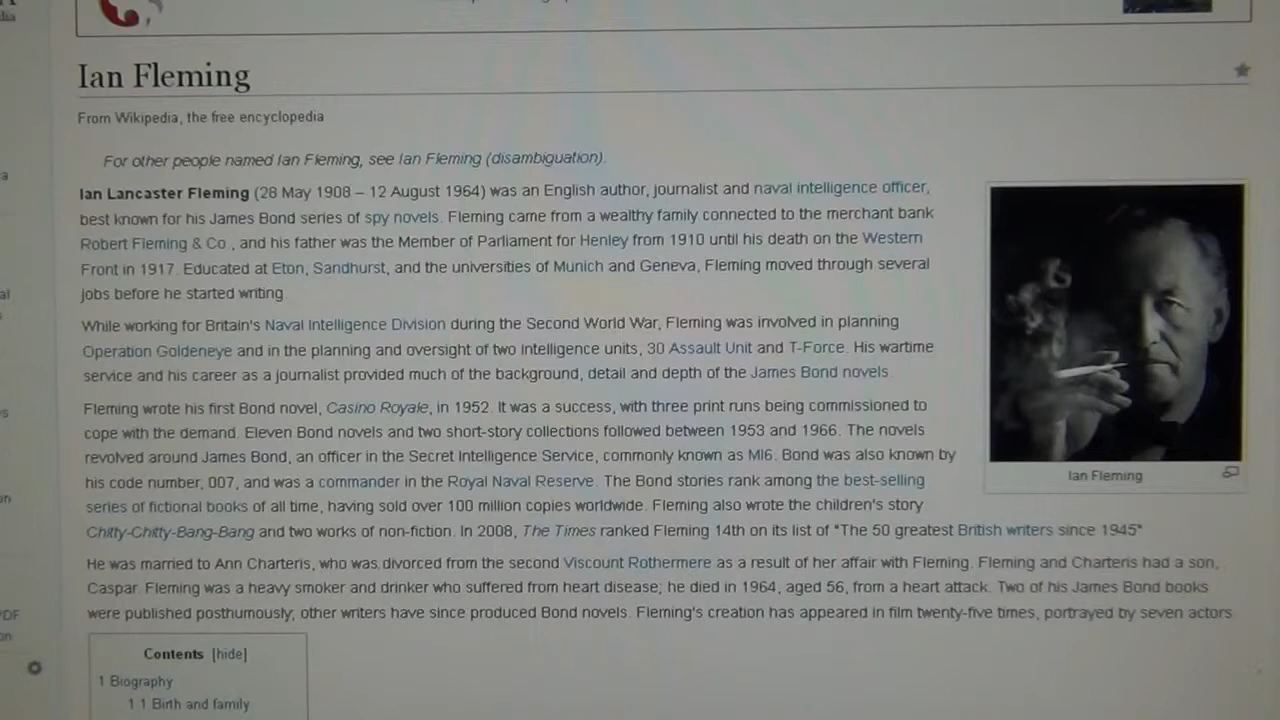 Ian Fleming
From Wikipedia, the free encyclopedia
For other people named Ian Fleming, see Ian Fleming (disambiguation).
Ian Lancaster Fleming (28 May 1908 – 12 August 1964) was an English author, journalist and naval intelligence officer,
best known for his James Bond series of spy novels. Fleming came from a wealthy family connected to the merchant bank
Robert Fleming & Co., and his father was the Member of Parliament for Henley from 1910 until his death on the Western
Front in 1917. Educated at Eton, Sandhurst, and the universities of Munich and Geneva, Fleming moved through several
jobs before he started writing
While working for Britain's Naval Intelligence Division during the Second World War, Fleming was involved in planning
Operation Goldeneye and in the planning and oversight of two intelligence units, 30 Assault Unit and T-Force. His wartime
service and his career as a journalist provided much of the background, detail and depth of the James Bond novels.
Fleming wrote his first Bond novel, Casino Royale, in 1952. It was a success, with three print runs being commissioned to
cope with the demand. Eleven Bond novels and two short-story collections followed between 1953 and 1966. The novels
revolved around James Bond, an officer in the Secret Intelligence Service, commonly known as MI6. Bond was also known by
his code number, 007, and was a commander in the Royal Naval Reserve. The Bond stories rank among the best-selling
series of fictional books of all time, having sold over 100 million copies worldwide. Fleming also wrote the children's story
Chitty-Chitty-Bang-Bang and two works of non-fiction. In 2008, The Times ranked Fleming 14th on its list of "The 50 greatest British writers since 1945"
He was married to Ann Charteris, who was divorced from the second Viscount Rothermere as a result of her affair with Fleming. Fleming and Charteris had a son,
Caspar. Fleming was a heavy smoker and drinker who suffered from heart disease; he died in 1964, aged 56, from a heart attack. Two of his James Bond books
were published posthumously; other writers have since produced Bond novels. Fleming's creation has appeared in film twenty-five times, portrayed by seven actors
Ian Fleming
Contents [hide]
1 Biography
1 1 Birth and family